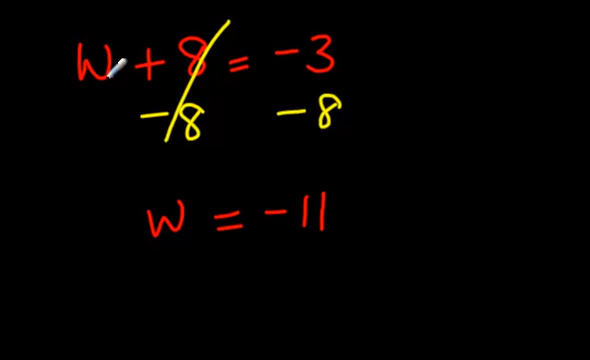 W + 8 = -3
-8 -8
W = -11